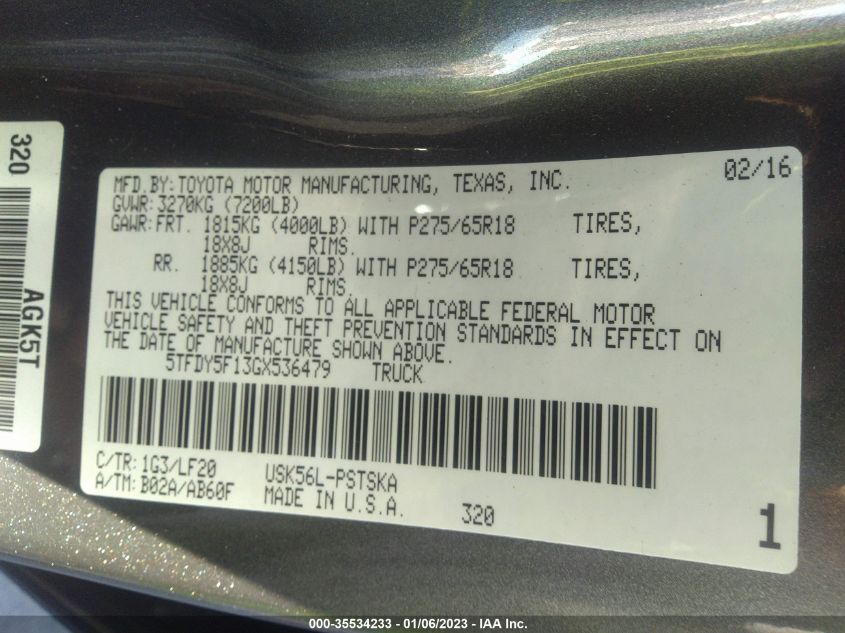 320
AGK5T
MFD.BY:TOYOTA MOTOR MANUFACTURING, TEXAS, INC. 02/16
GVWR:3270KG (7200LB)
GAWR:FRT. 1815KG (4000LB) WITH P275/65R18 TIRES,
18X8J RIMS.
RR. 1885KG (4150LB) WITH P275/65R18 TIRES,
18X8J RIMS.
THIS VEHICLE CONFORMS TO ALL APPLICABLE FEDERAL MOTOR
VEHICLE SAFETY AND THEFT PREVENTION STANDARDS IN EFFECT ON
THE DATE OF MANUFACTURE SHOWN ABOVE.
5TFDY5F13GX536479 TRUCK
C/TR:1G3/LF20 USK56L-PSTSKA
A/TM:B02A/AB60F MADE IN U.S.A. 320
1
000-35534233 - 01/06/2023 - IAA Inc.